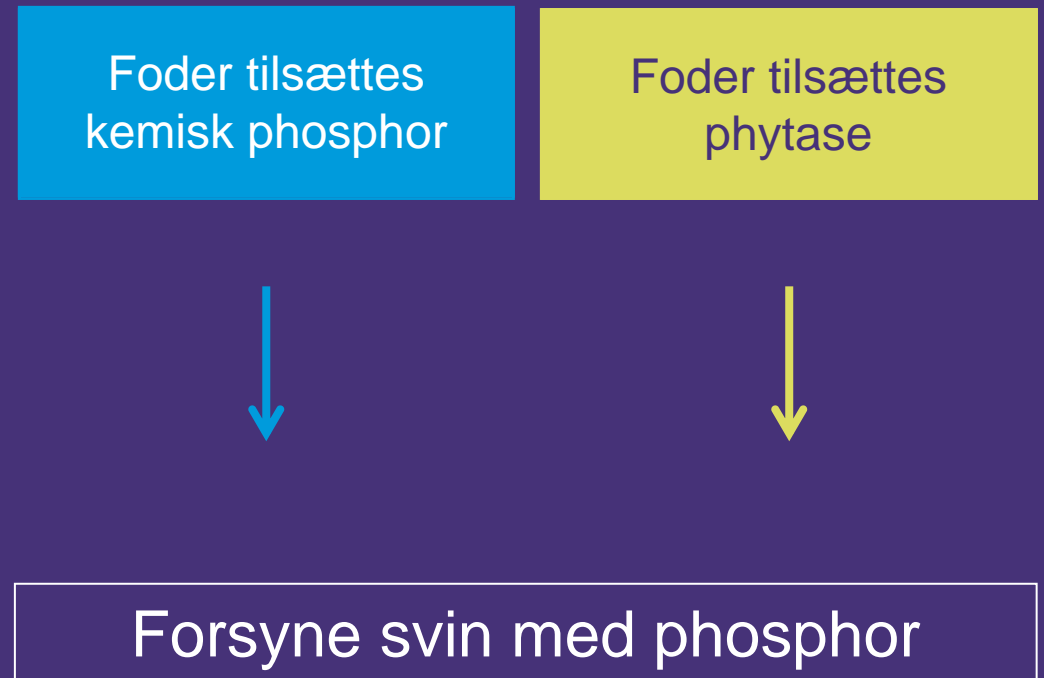 Foder tilsættes
kemisk phosphor
Foder tilsættes
phytase
Forsyne svin med phosphor